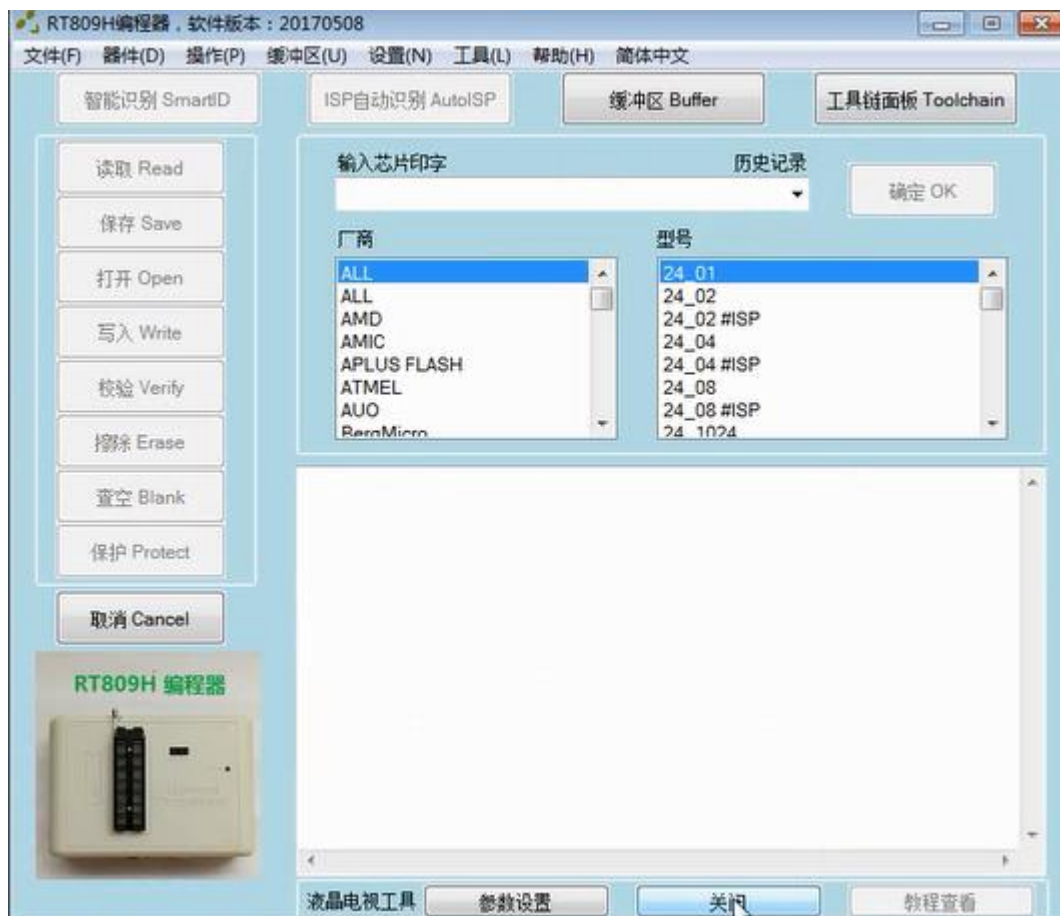 RT809H编程器，软件版本：20170508
文件(F) 器件(D) 操作(P) 缓冲区(U) 设置(N) 工具(L) 帮助(H) 简体中文
智能识别 SmartID ISP自动识别 AutoISP 缓冲区 Buffer 工具链面板 Toolchain
读取 Read
保存 Save
打开 Open
写入 Write
校验 Verify
擦除 Erase
查空 Blank
保护 Protect
取消 Cancel
RT809H 编程器
输入芯片印字 历史记录
确定 OK
厂商
ALL
ALL
AMD
AMIC
APLUS FLASH
ATMEL
AUO
BergMicro
型号
24_01
24_02
24_02 #ISP
24_04
24_04 #ISP
24_08
24_08 #ISP
24_1024
液晶电视工具 参数设置 关闭 教程查看